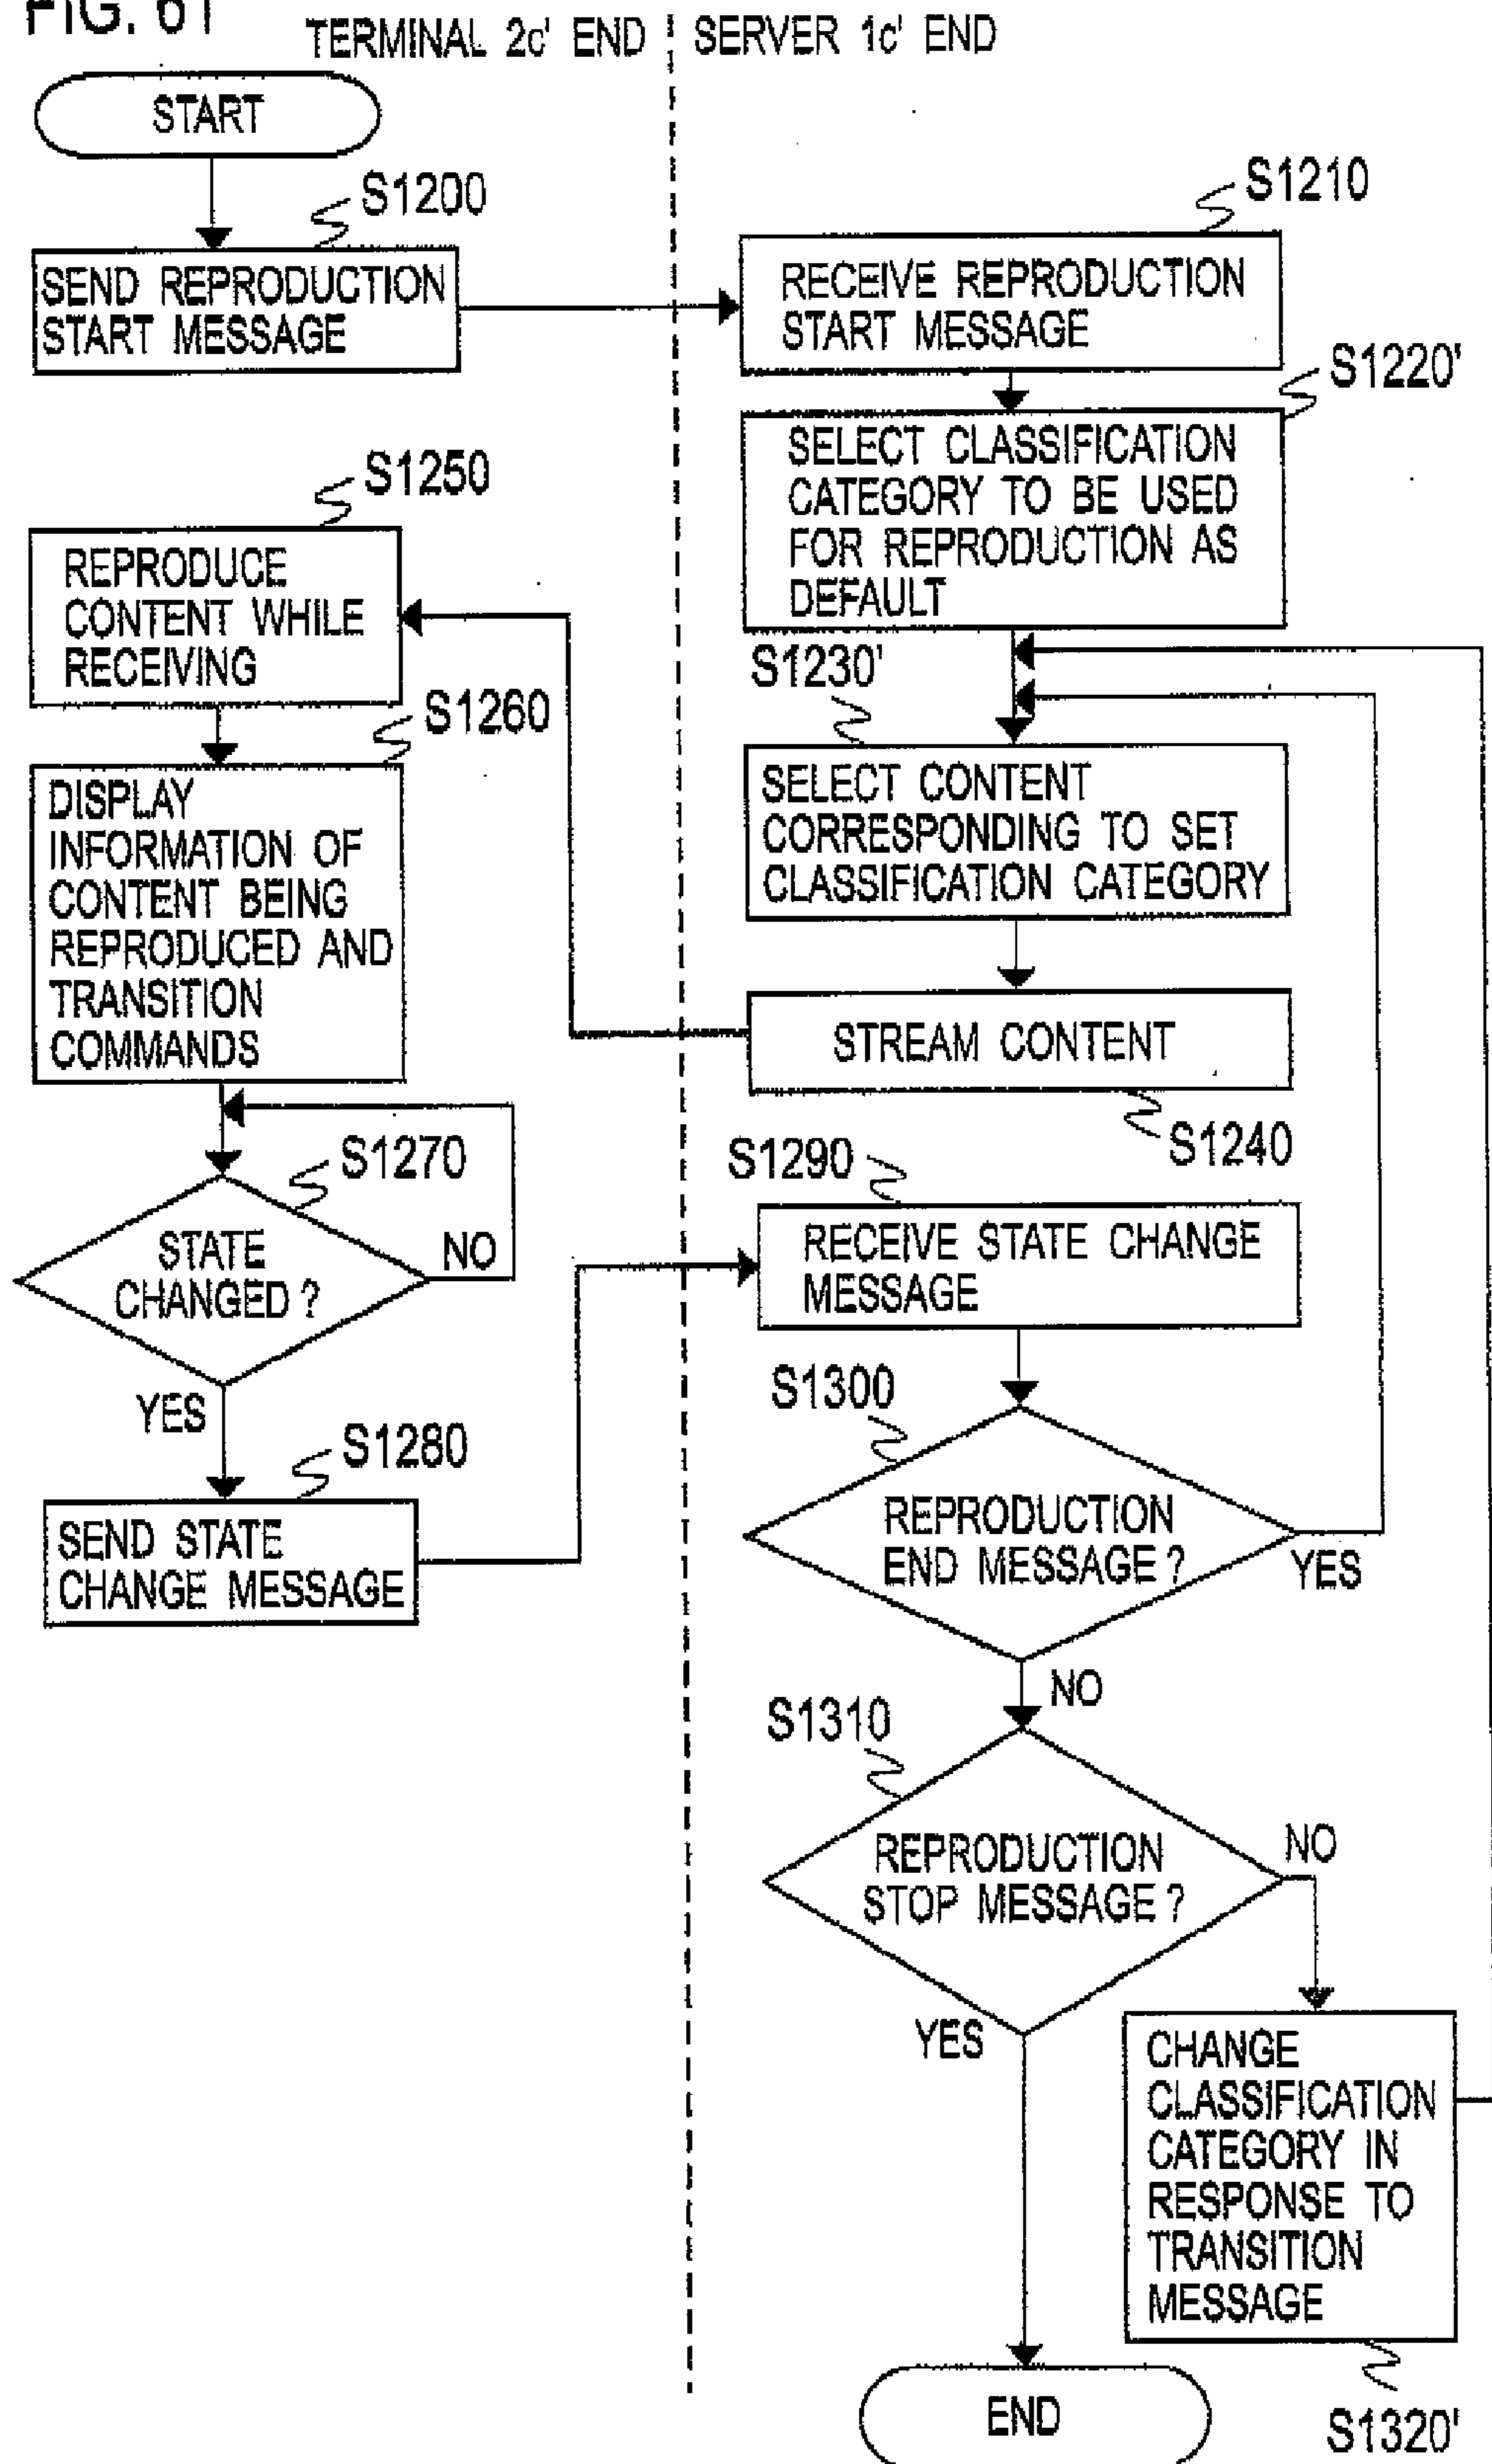 FIG. 61
TERMINAL 2c' END
SERVER 1c' END
START
S1200
SEND REPRODUCTION
START MESSAGE
S1210
RECEIVE REPRODUCTION
START MESSAGE
S1220'
SELECT CLASSIFICATION
CATEGORY TO BE USED
FOR REPRODUCTION AS
DEFAULT
S1250
REPRODUCE
CONTENT WHILE
RECEIVING
S1230'
SELECT CONTENT
CORRESPONDING TO SET
CLASSIFICATION CATEGORY
S1260
DISPLAY
INFORMATION OF
CONTENT BEING
REPRODUCED AND
TRANSITION
COMMANDS
STREAM CONTENT
S1240
S1270
STATE
CHANGED ?
NO
YES
S1290
RECEIVE STATE CHANGE
MESSAGE
S1280
SEND STATE
CHANGE MESSAGE
S1300
REPRODUCTION
END MESSAGE ?
YES
NO
S1310
REPRODUCTION
STOP MESSAGE ?
NO
YES
CHANGE
CLASSIFICATION
CATEGORY IN
RESPONSE TO
TRANSITION
MESSAGE
S1320'
END